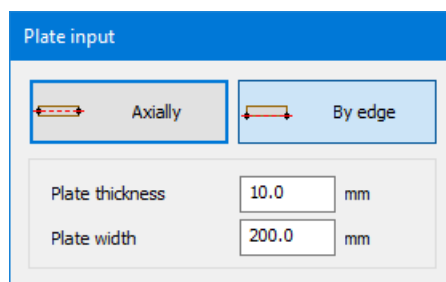 Plate input
Axially By edge
Plate thickness 10.0 mm
Plate width 200.0 mm